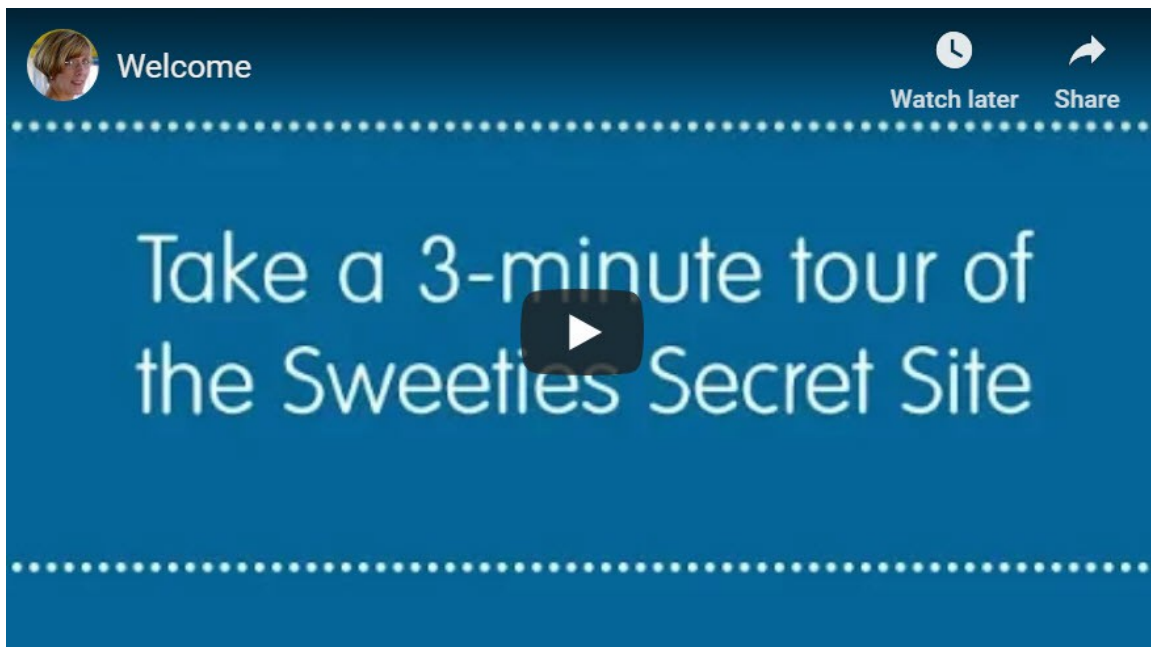 Welcome
Watch later
Share
Take a 3-minute tour of
the Sweeties Secret Site